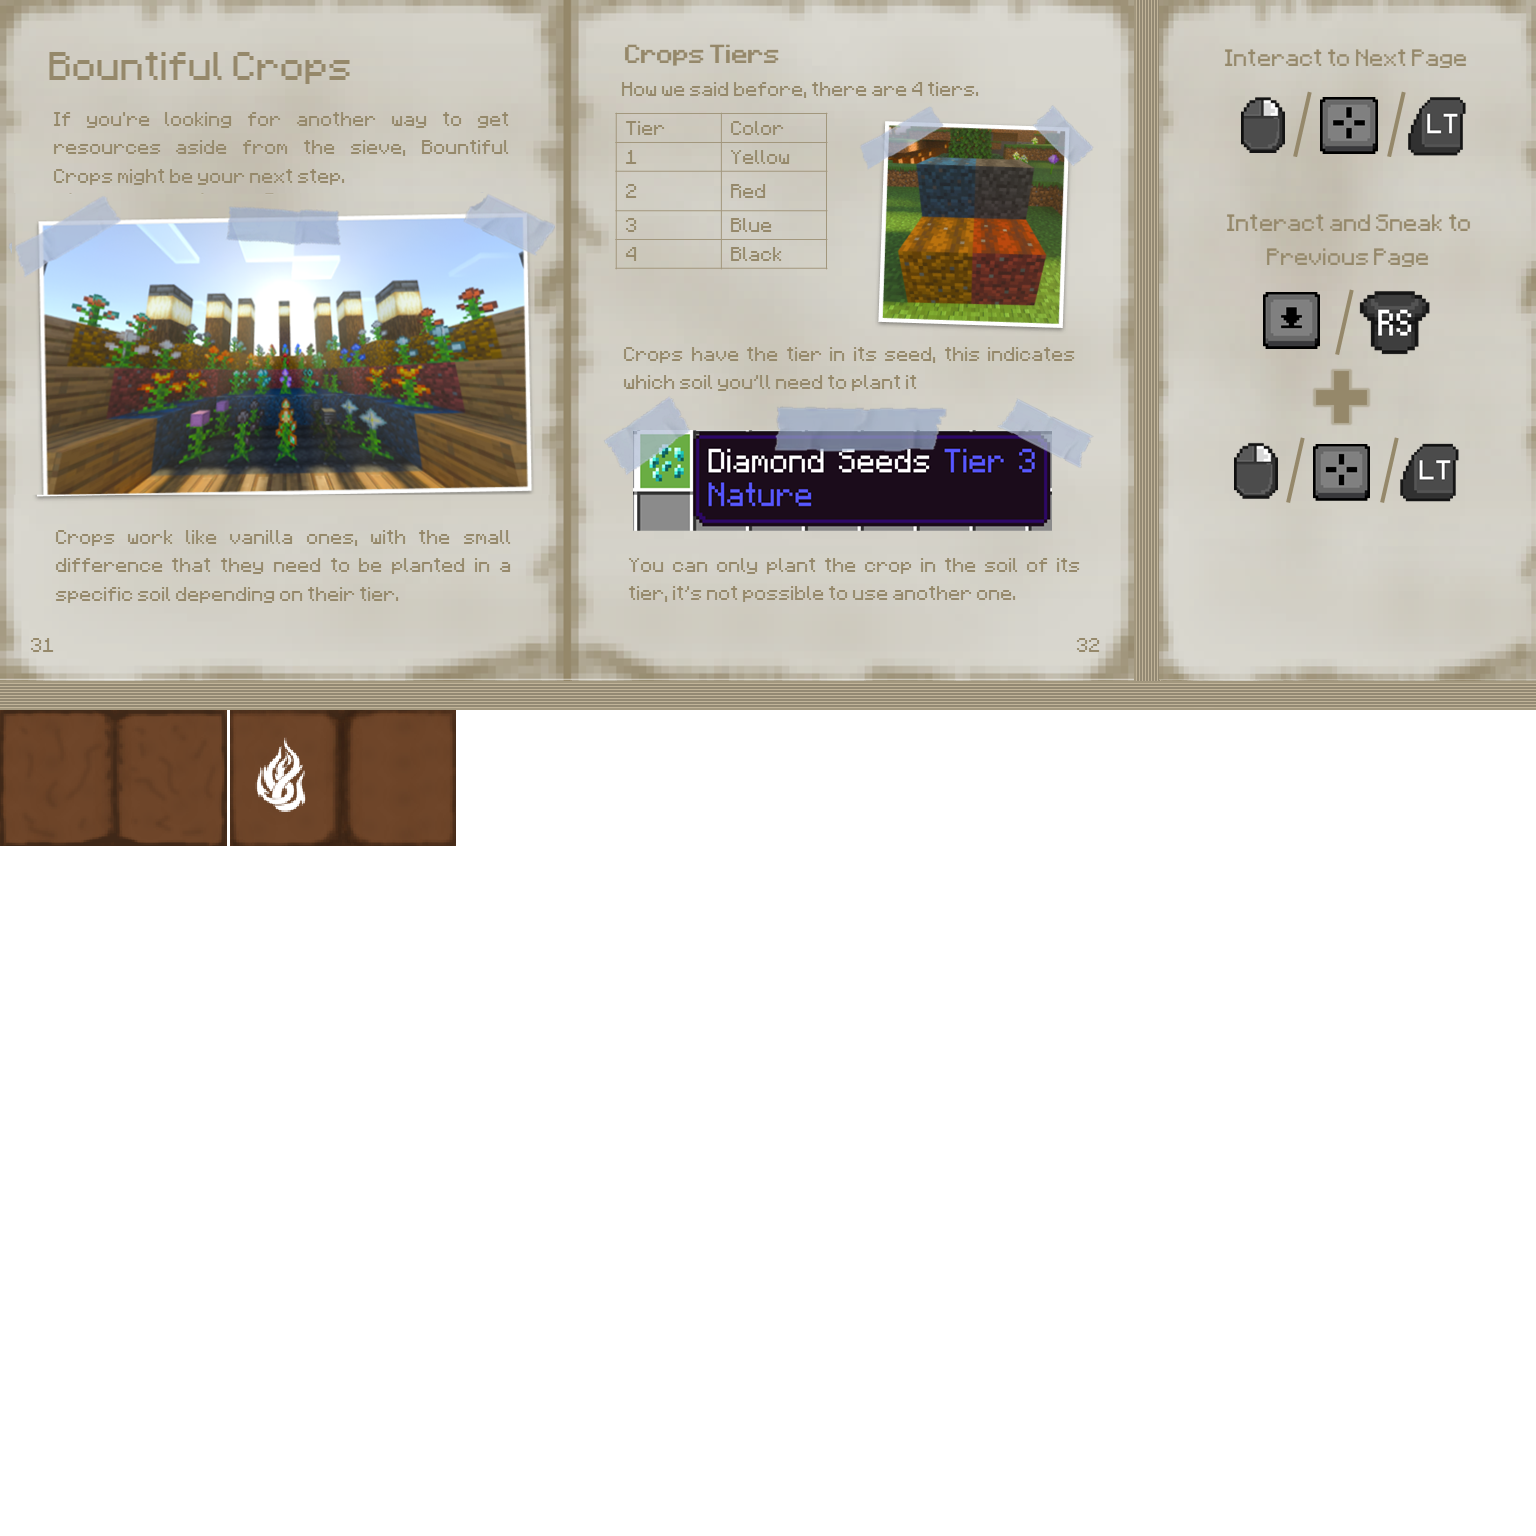 Bountiful Crops
If you're looking for another way to get
resources aside from the sieve, Bountiful
Crops might be your next step.
Crops work like vanilla ones, with the small
difference that they need to be planted in a
specific soil depending on their tier.
31
Crops Tiers
How we said before, there are 4 tiers.
Tier Color
1 Yellow
2 Red
3 Blue
4 Black
Crops have the tier in its seed, this indicates
which soil you'll need to plant it
Diamond Seeds Tier 3
Nature
You can only plant the crop in the soil of its
tier, it's not possible to use another one.
32
Interact to Next Page
LT
Interact and Sneak to
Previous Page
RS
LT